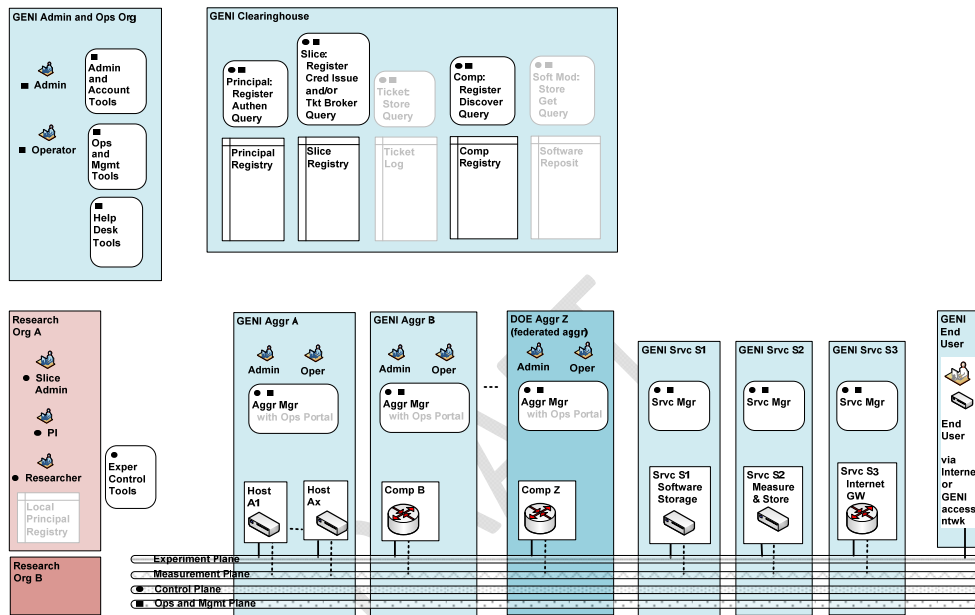 GENI Admin and Ops Org
Admin
Admin
and
Account
Tools
Operator
Ops
and
Mgmt
Tools
Help
Desk
Tools
GENI Clearinghouse
Principal:
Register
Authen
Query
Slice:
Register
Cred Issue
and/or
Tkt Broker
Query
Ticket:
Store
Query
Comp:
Register
Discover
Query
Soft Mod:
Store
Get
Query
Principal
Registry
Slice
Registry
Ticket
Log
Comp
Registry
Software
Reposit
Research
Org A
Slice
Admin
PI
Researcher
Local
Principal
Registry
Exper
Control
Tools
Research
Org B
GENI Aggr A
Admin
Oper
Aggr Mgr
with Ops Portal
Host
A1
Host
Ax
GENI Aggr B
Admin
Oper
Aggr Mgr
with Ops Portal
Comp B
DOE Aggr Z
(federated aggr)
Admin
Oper
Aggr Mgr
with Ops Portal
Comp Z
GENI Srvc S1
Srvc Mgr
Srvc S1
Software
Storage
GENI Srvc S2
Srvc Mgr
Srvc S2
Measure
& Store
GENI Srvc S3
Srvc Mgr
Srvc S3
Internet
GW
GENI
End
User
End
User
via
Internet
or
GENI
access
ntwk
Experiment Plane
Measurement Plane
Control Plane
Ops and Mgmt Plane